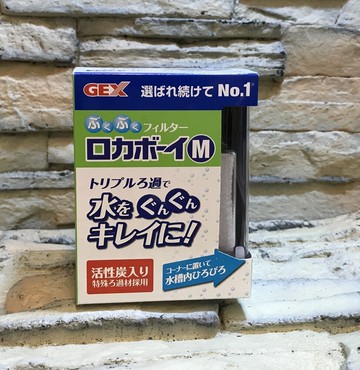 GEX 選ばれ続けて No.1
ぶくぶくフィルター
ロカボーイM
トリプルろ過で
水をぐんぐん
キレイに!
活性炭入り
特殊ろ過材採用
コーナーに置いて
水槽内ひろびろ